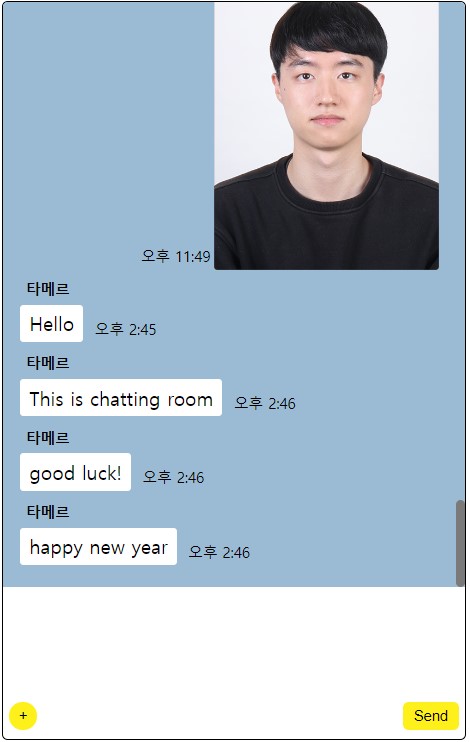 오후 11:49
타메르
Hello 오후 2:45
타메르
This is chatting room 오후 2:46
타메르
good luck! 오후 2:46
타메르
happy new year 오후 2:46
+ Send